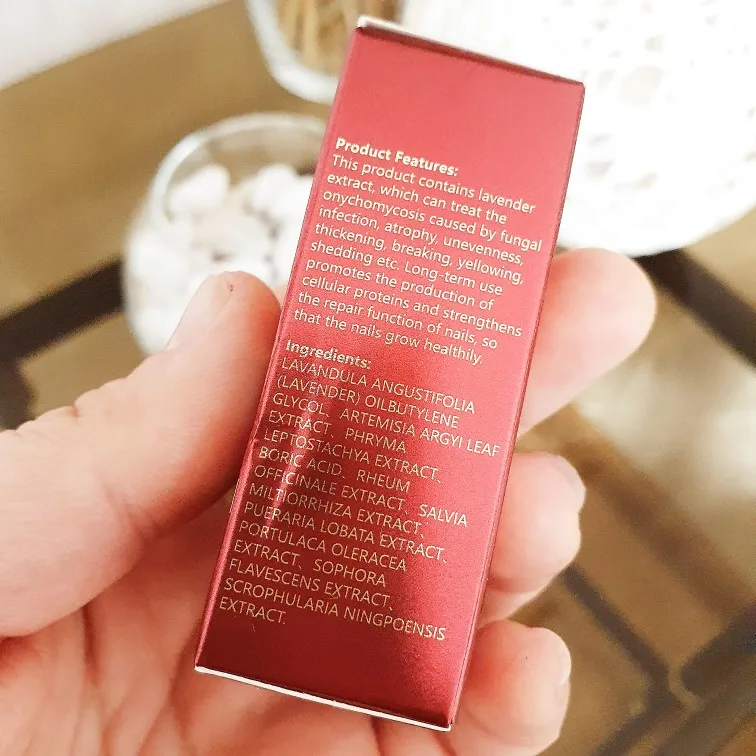 Product Features:
This product contains lavender
extract, which can treat the
onychomycosis caused by fungal
infection, atrophy, unevenness,
thickening, breaking, yellowing,
shedding etc. Long-term use
promotes the production of
cellular proteins and strengthens
the repair function of nails, so
that the nails grow healthily.
Ingredients:
LAVANDULA ANGUSTIFOLIA
(LAVENDER) OILBUTYLENE
GLYCOL、ARTEMISIA ARGYI LEAF
EXTRACT、PHRYMA
LEPTOSTACHYA EXTRACT、
BORIC ACID、RHEUM
OFFICINALE EXTRACT、SALVIA
MILTIORRHIZA EXTRACT、
PUERARIA LOBATA EXTRACT、
PORTULACA OLERACEA
EXTRACT、SOPHORA
FLAVESCENS EXTRACT、
SCROPHULARIA NINGPOENSIS
EXTRACT.